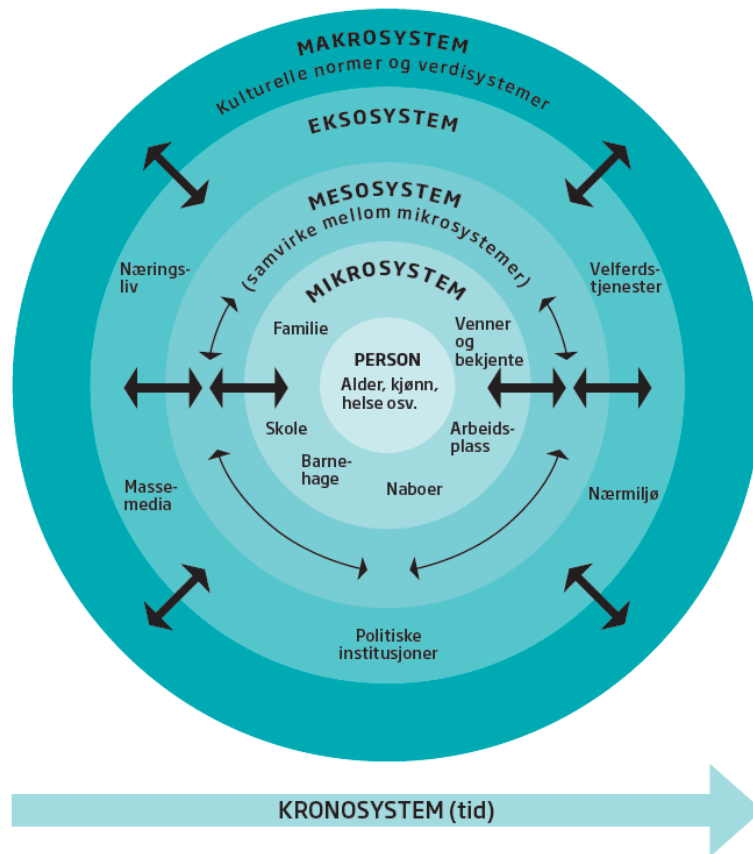 MAKROSYSTEM
Kulturelle normer og verdisystemer
EKSOSYSTEM
MESOSYSTEM
(samvirke mellom mikrosystemer)
MIKROSYSTEM
Nærings-
liv
Velferds-
tjenester
Familie
Venner
og
bekjente
PERSON
Alder, kjønn,
helse osv.
Skole
Arbeids-
plass
Barne-
hage
Naboer
Masse-
media
Nærmiljø
Politiske
institusjoner
KRONOSYSTEM (tid)